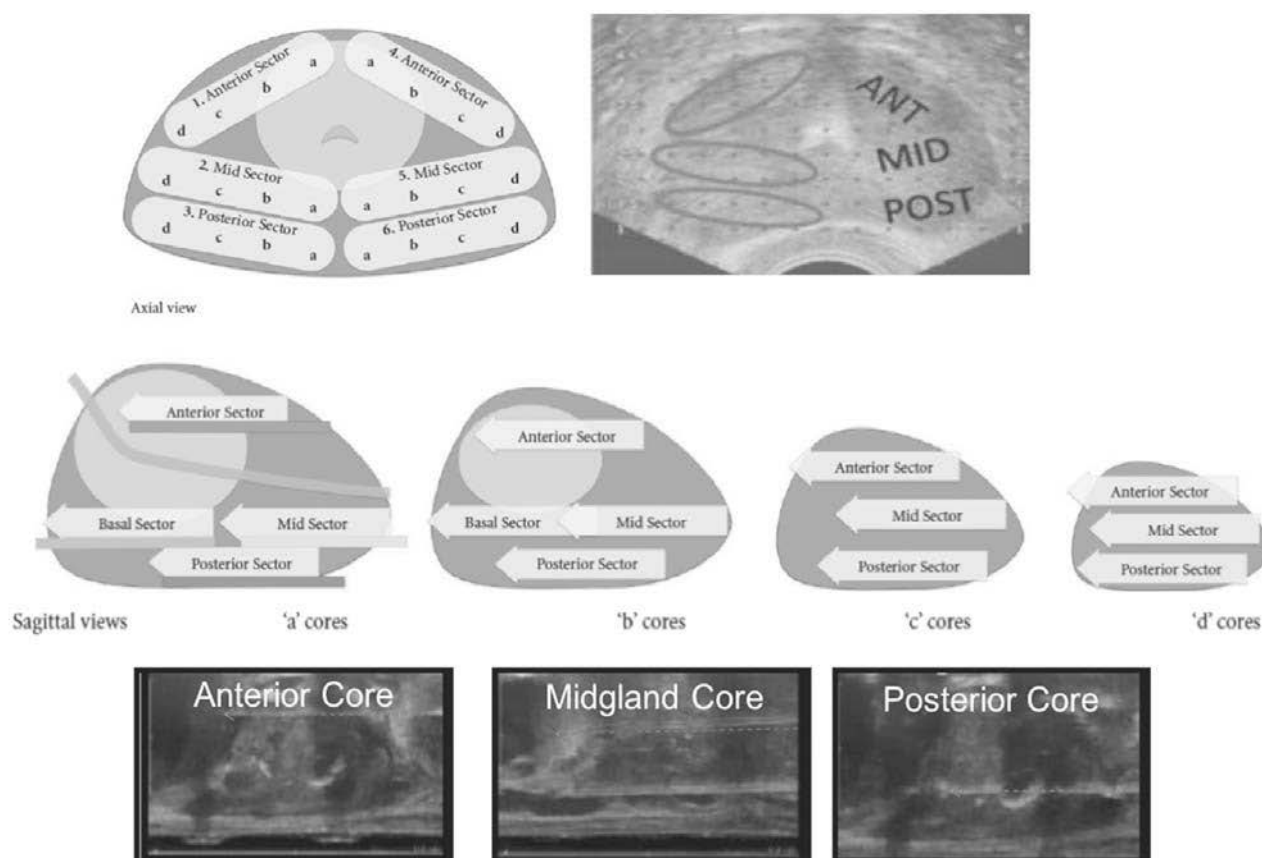 1. Anterior Sector
a
b
c
d
4. Anterior Sector
a
b
c
d
2. Mid Sector
d
c
b
a
5. Mid Sector
a
b
c
d
3. Posterior Sector
d
c
b
a
6. Posterior Sector
a
b
c
d
ANT
MID
POST
Axial view
Anterior Sector
Basal Sector
Mid Sector
Posterior Sector
Anterior Sector
Basal Sector
Mid Sector
Posterior Sector
Anterior Sector
Mid Sector
Posterior Sector
Anterior Sector
Mid Sector
Posterior Sector
Sagittal views
'a' cores
'b' cores
'c' cores
'd' cores
Anterior Core
Midgland Core
Posterior Core